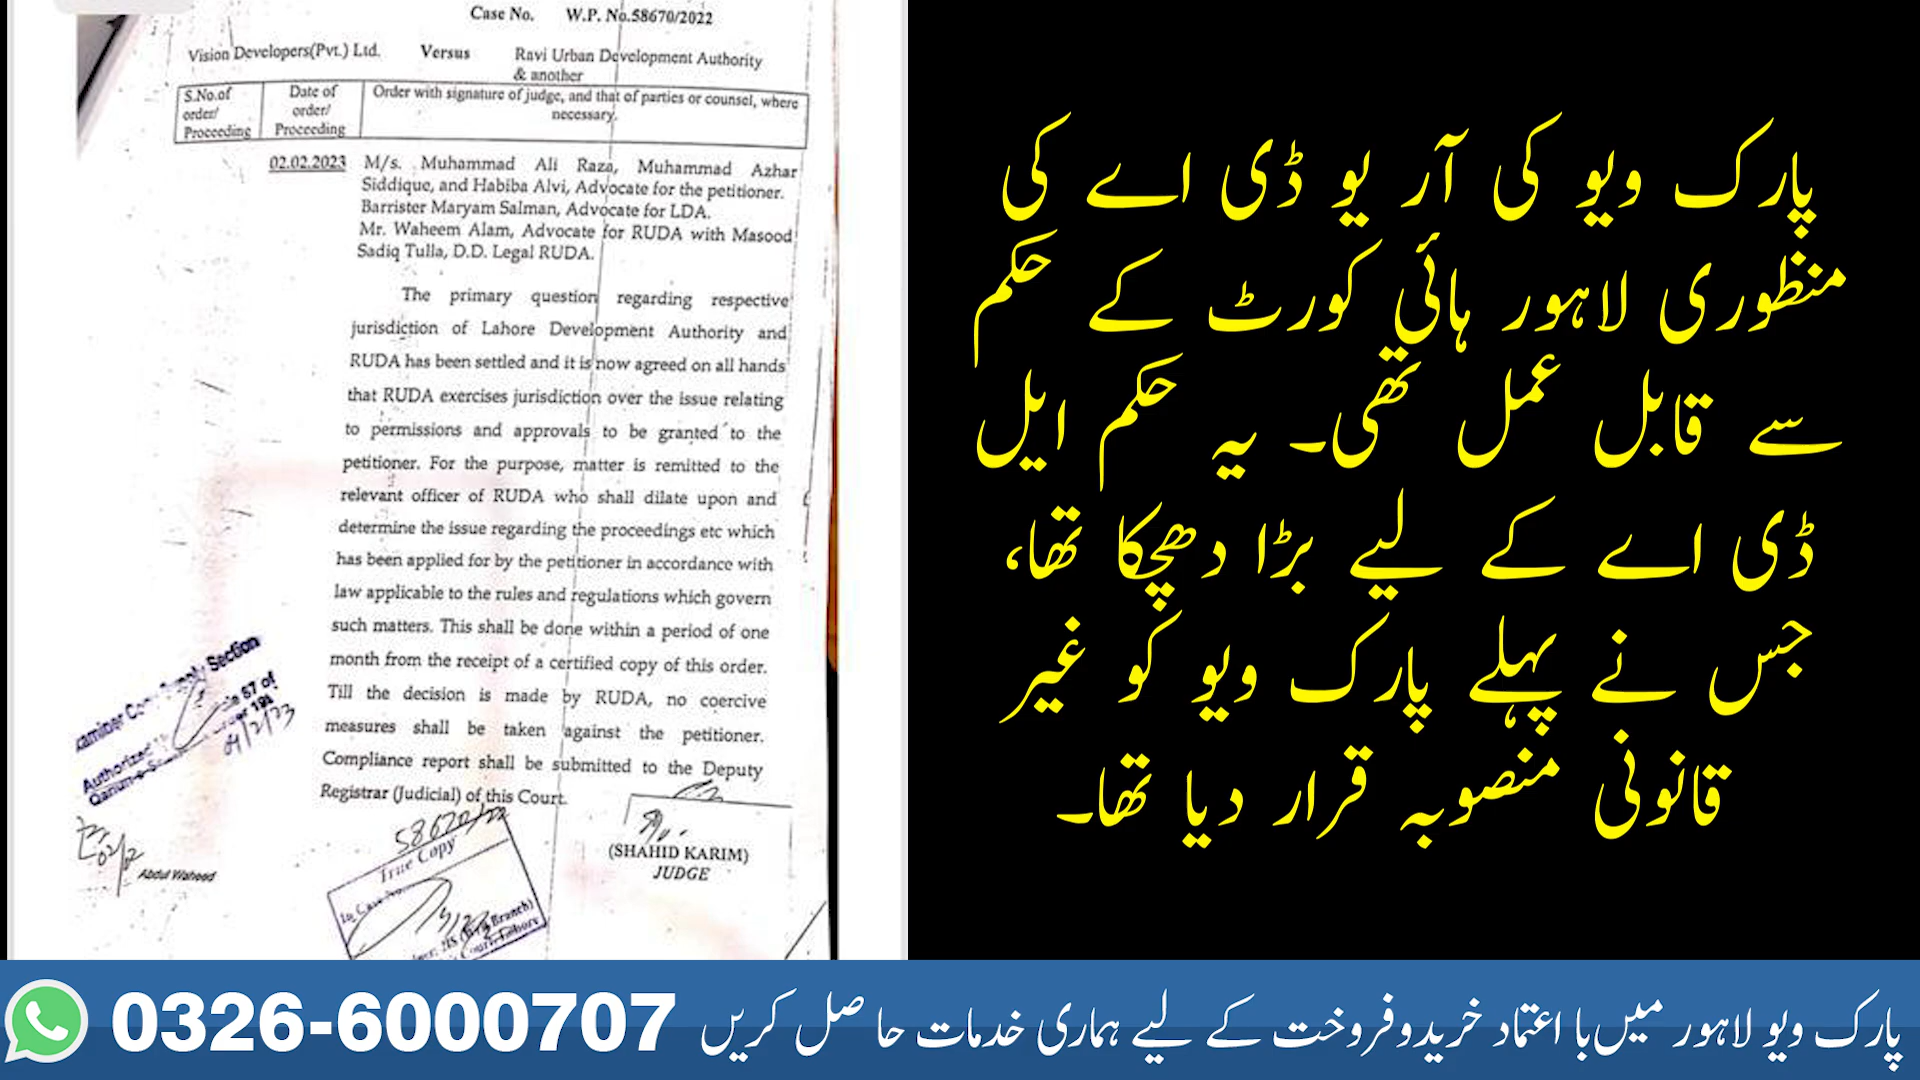 Case No. W.P. No.58670/2022
Vision Developers(Pvt.) Ltd. Versus Ravi Urban Development Authority
& another
S.No.of order/ Proceeding
Date of order/ Proceeding
Order with signature of judge, and that of parties or counsel, where necessary.
02.02.2023 M/s. Muhammad Ali Raza, Muhammad Azhar
Siddique, and Habiba Alvi, Advocate for the petitioner.
Barrister Maryam Salman, Advocate for LDA.
Mr. Waheem Alam, Advocate for RUDA with Masood
Sadiq Tulla, D.D. Legal RUDA.
The primary question regarding respective
jurisdiction of Lahore Development Authority and
RUDA has been settled and it is now agreed on all hands
that RUDA exercises jurisdiction over the issue relating
to permissions and approvals to be granted to the
petitioner. For the purpose, matter is remitted to the
relevant officer of RUDA who shall dilate upon and
determine the issue regarding the proceedings etc which
has been applied for by the petitioner in accordance with
law applicable to the rules and regulations which govern
such matters. This shall be done within a period of one
month from the receipt of a certified copy of this order.
Till the decision is made by RUDA, no coercive
measures shall be taken against the petitioner.
Compliance report shall be submitted to the Deputy
Registrar (Judicial) of this Court.
(SHAHID KARIM)
JUDGE
Section
Authorized
58670/22
True Copy
In Case No.
Branch)
Abdul Waheed
پارک ویو کی آر یو ڈی اے کی
منظوری لاہور ہائی کورٹ کے حکم
سے قابل عمل تھی۔ یہ حکم ایل
ڈی اے کے لیے بڑا دھچکا تھا،
جس نے پہلے پارک ویو کو غیر
قانونی منصوبہ قرار دیا تھا۔
0326-6000707 پارک ویو لاہور میں با اعتماد خریدوفروخت کے لیے ہماری خدمات حاصل کریں